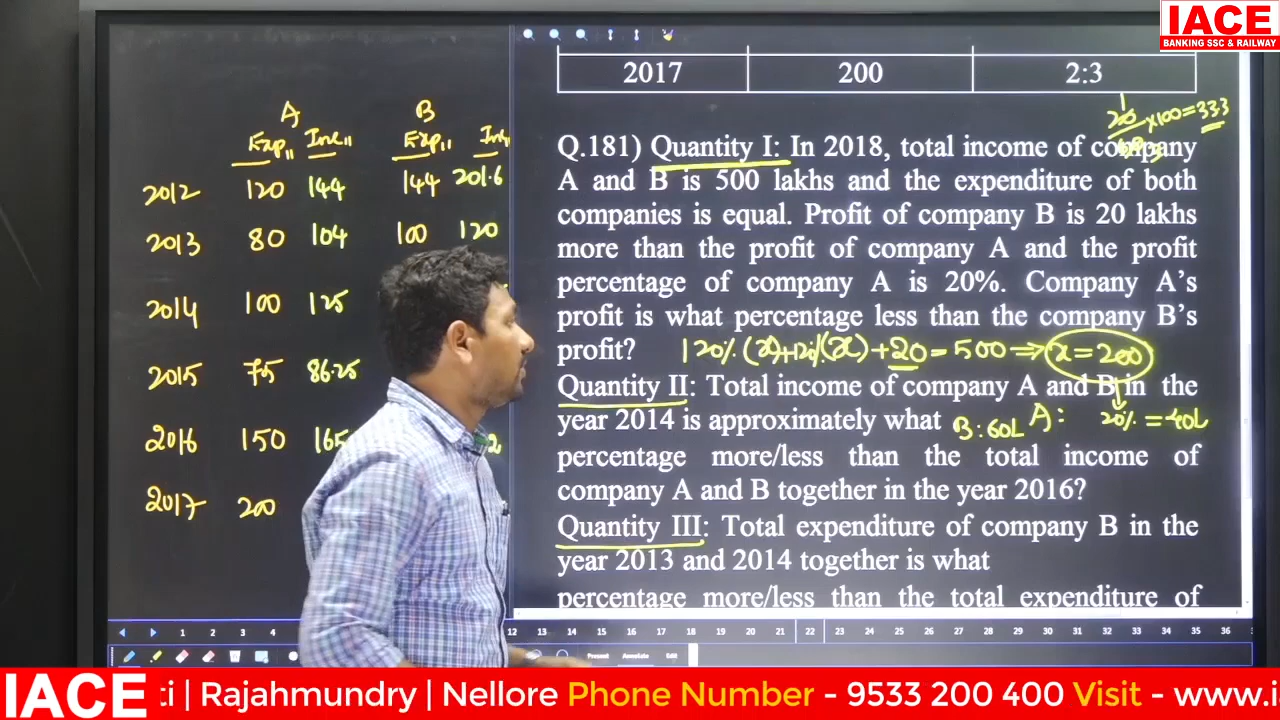 IACE
BANKING SSC & RAILWAY
2017 200 2:3
20 ×100=33.3
Q.181) Quantity I: In 2018, total income of company
A and B is 500 lakhs and the expenditure of both
companies is equal. Profit of company B is 20 lakhs
more than the profit of company A and the profit
percentage of company A is 20%. Company A's
profit is what percentage less than the company B's
profit? 120%(x)+120%(x)+20=500⇒x=200
Quantity II: Total income of company A and B in the
year 2014 is approximately what B:60L A: 20%=40L
percentage more/less than the total income of
company A and B together in the year 2016?
Quantity III: Total expenditure of company B in the
year 2013 and 2014 together is what
percentage more/less than the total expenditure of
A B
Exp Inc Exp Inc
2012 120 144 144 201.6
2013 80 104 100 120
2014 100 125
2015 75 86.25
2016 150 165
2017 200
1 2 3 4 12 13 14 15 16 17 18 19 20 21 22 23 24 25 26 27 28 29 30 31 32 33 34 35 36
Present Annotate Edit
IACE ti | Rajahmundry | Nellore Phone Number - 9533 200 400 Visit - www.i